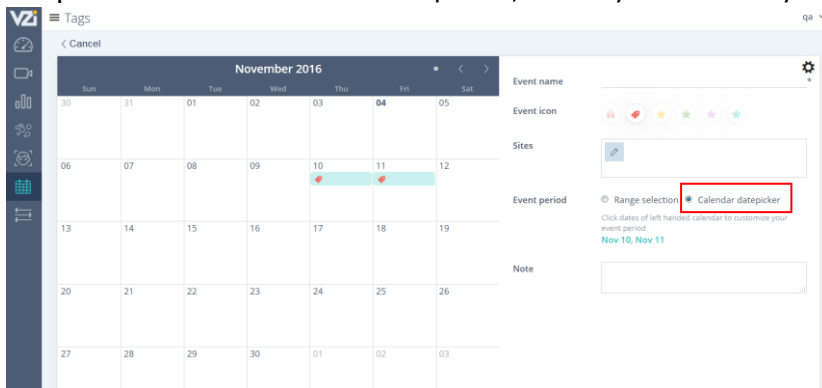 VZi
Tags
qa
< Cancel
November 2016
Sun Mon Tue Wed Thu Fri Sat
30 31 01 02 03 04 05
06 07 08 09 10 11 12
13 14 15 16 17 18 19
20 21 22 23 24 25 26
27 28 29 30 01 02 03
Event name *
Event icon
Sites
Event period
Range selection
Calendar datepicker
Click dates of left handed calendar to customize your
event period
Nov 10, Nov 11
Note